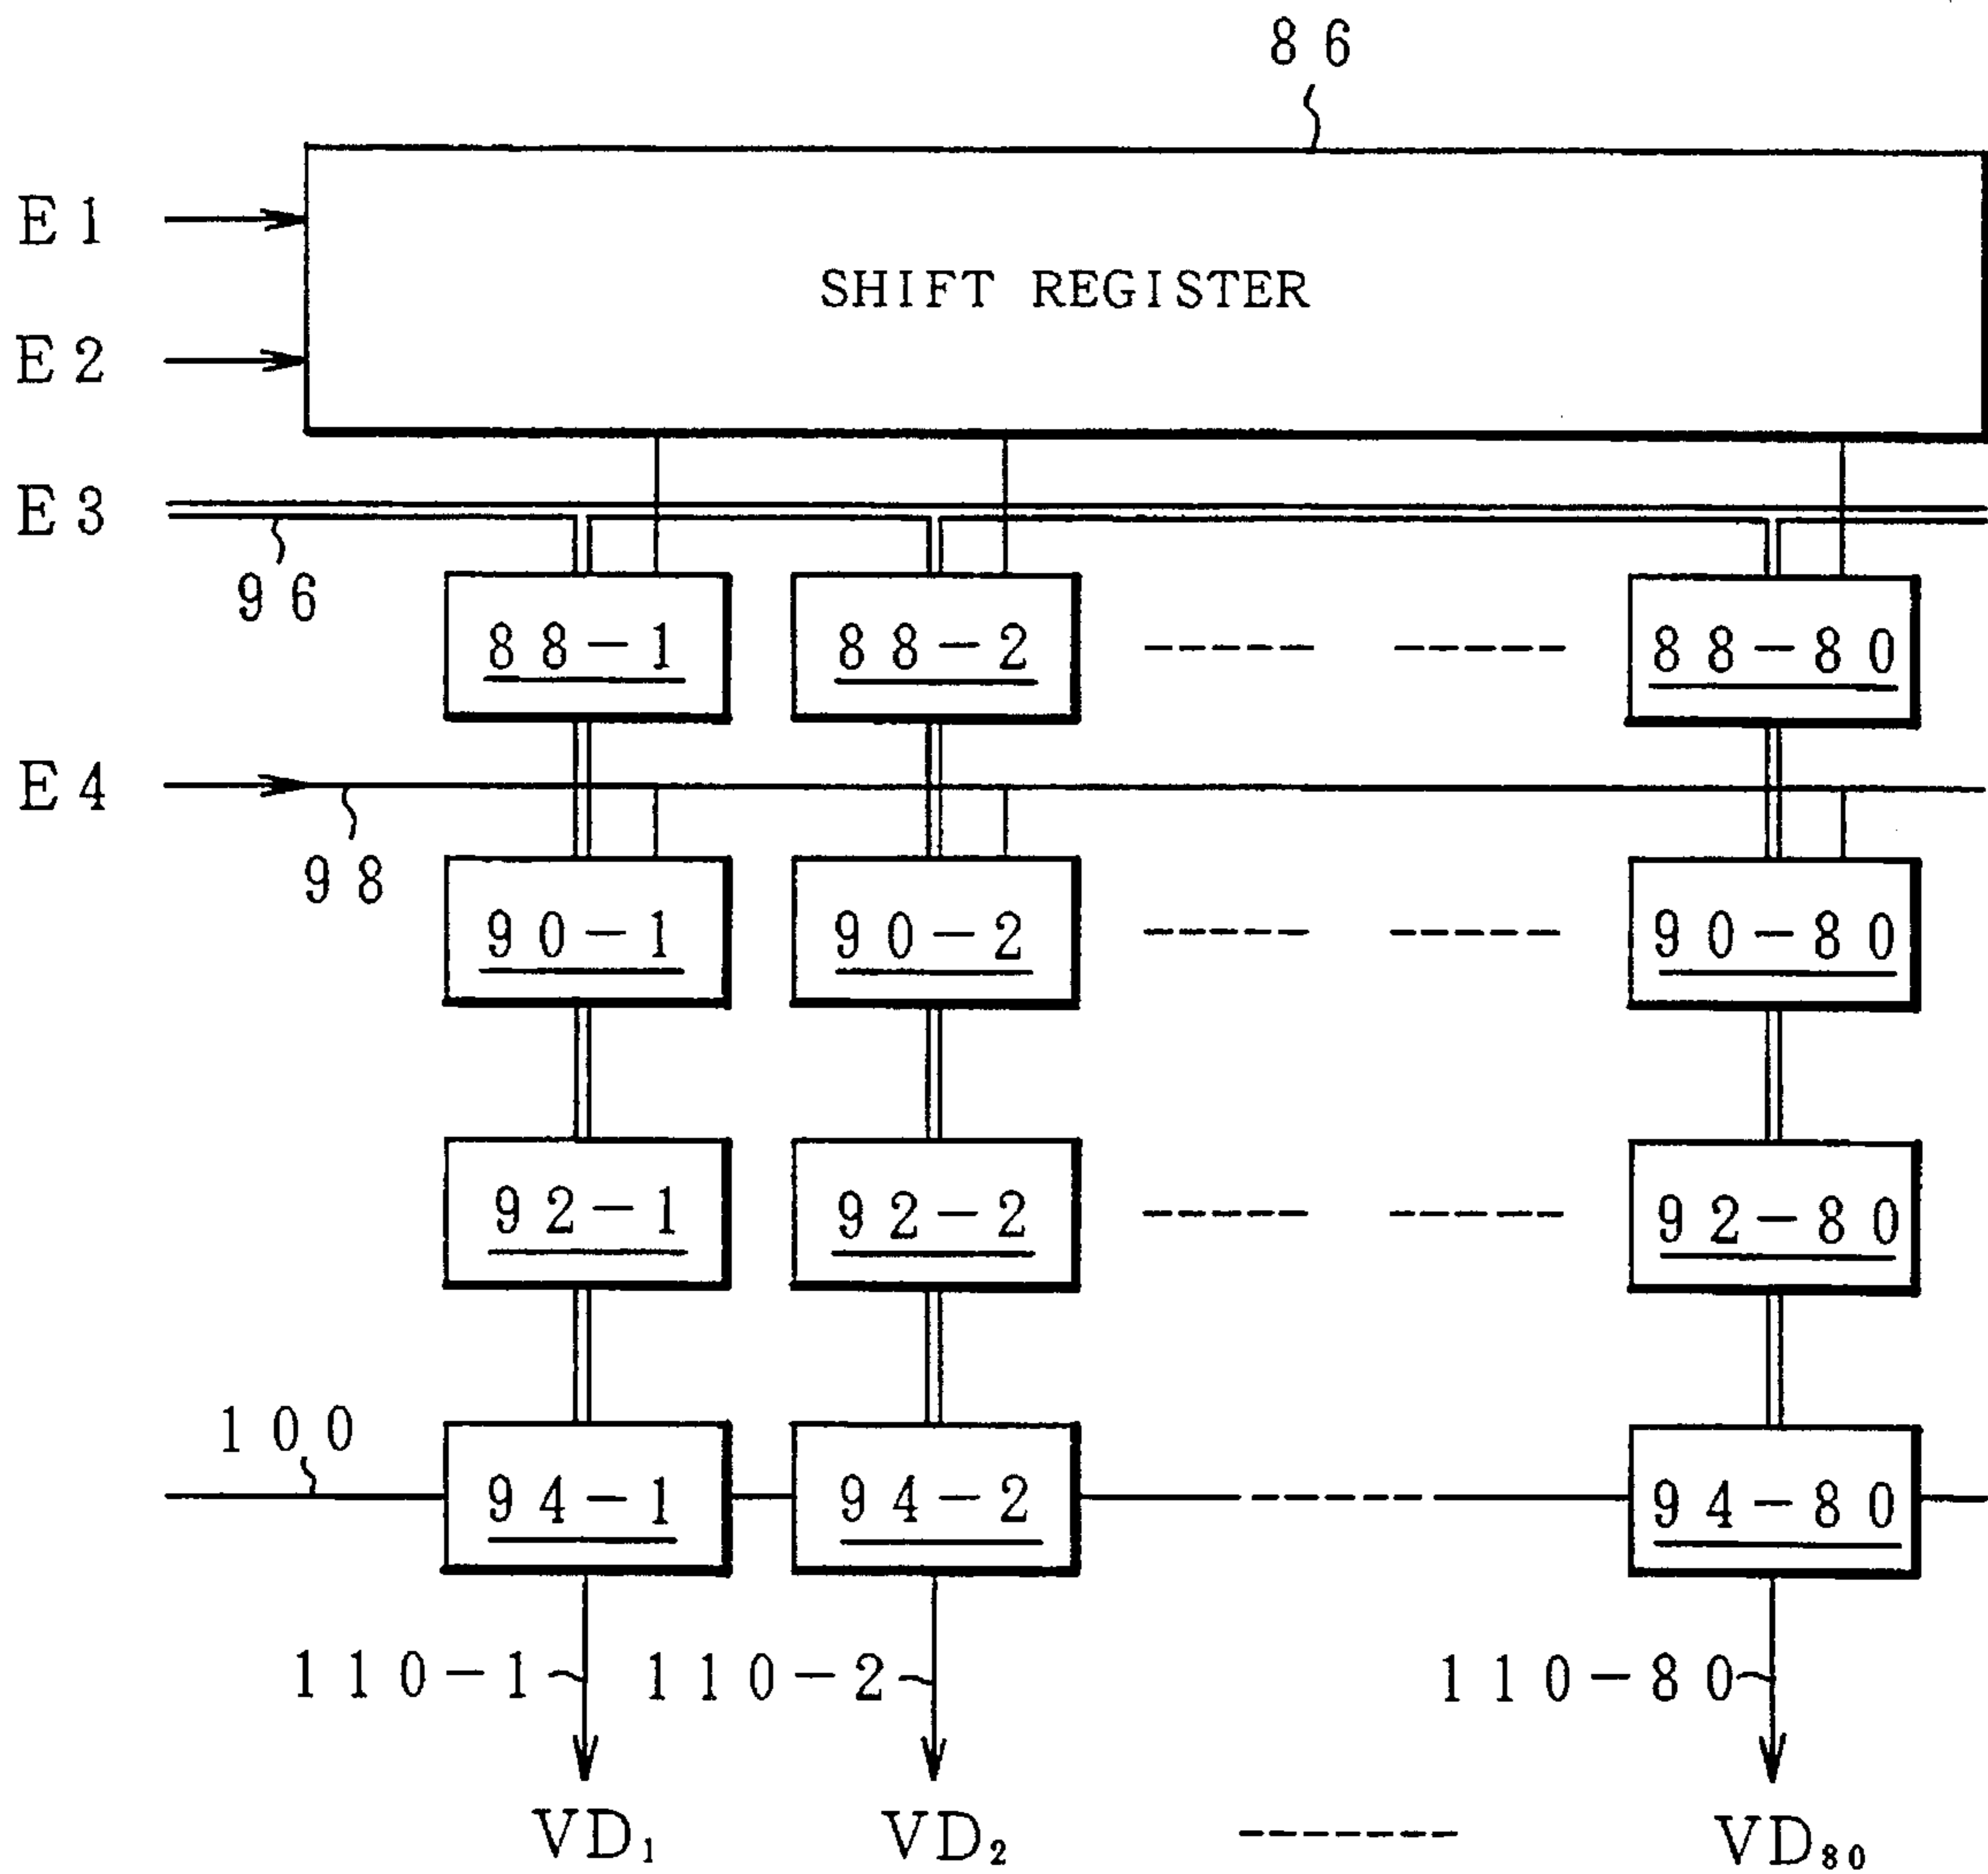 86
E1
SHIFT REGISTER
E2
E3
96
88-1 88-2 88-80
E4
98
90-1 90-2 90-80
92-1 92-2 92-80
100
94-1 94-2 94-80
110-1 110-2 110-80
VD₁ VD₂ VD₈₀